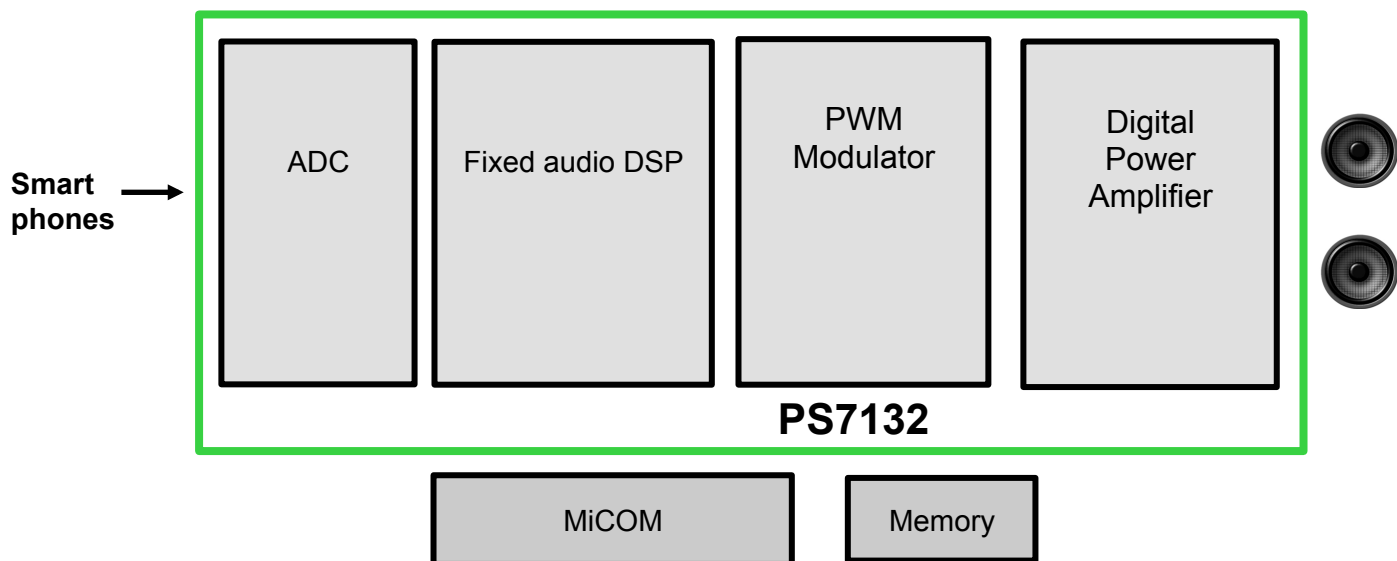 Smart
phones
ADC
Fixed audio DSP
PWM
Modulator
Digital
Power
Amplifier
PS7132
MiCOM
Memory